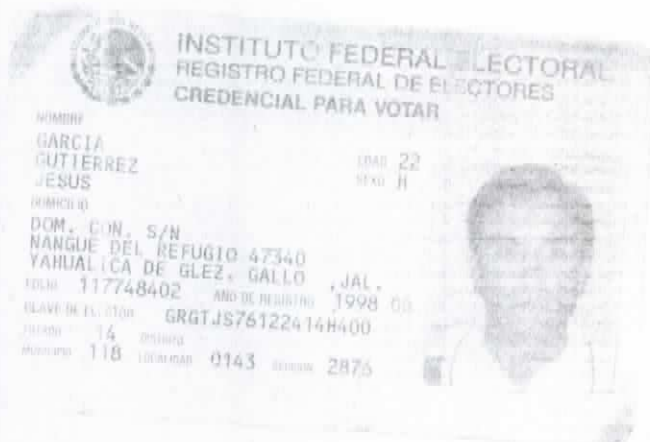 INSTITUTO FEDERAL ELECTORAL
REGISTRO FEDERAL DE ELECTORES
CREDENCIAL PARA VOTAR
NOMBRE
GARCIA
GUTIERREZ
JESUS
EDAD 22
SEXO H
DOMICILIO
DOM. CON. S/N
NANGUE DEL REFUGIO 47340
YAHUALICA DE GLEZ. GALLO ,JAL.
FOLIO 117748402 AÑO DE REGISTRO 1998 00
CLAVE DE ELECTOR GRGTJS76122414H400
ESTADO 14 DISTRITO
MUNICIPIO 118 LOCALIDAD 0143 SECCION 2876